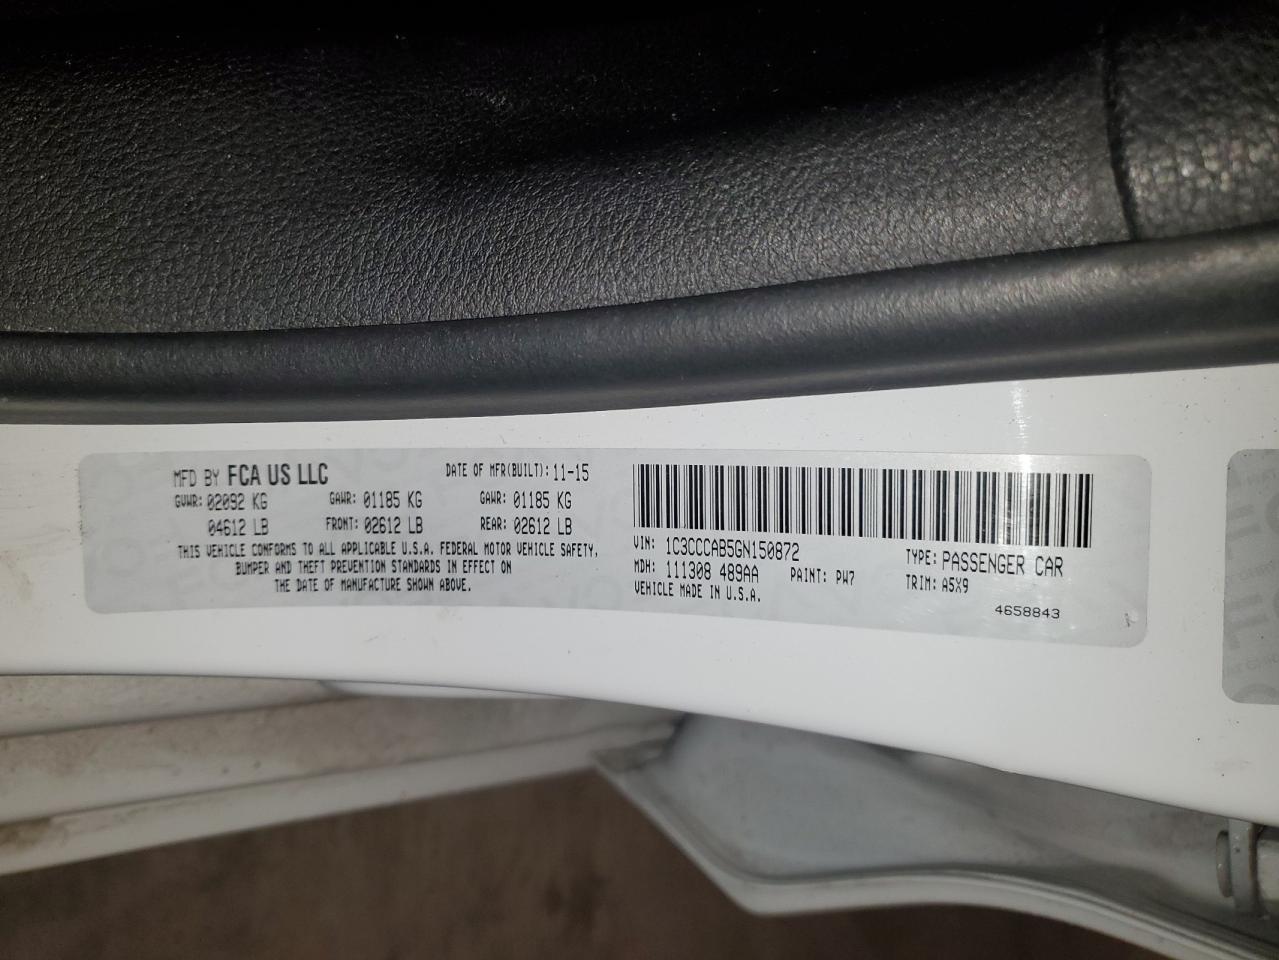 MFD BY FCA US LLC DATE OF MFR(BUILT): 11-15
GVWR: 02092 KG GAWR: 01185 KG GAWR: 01185 KG
04612 LB FRONT: 02612 LB REAR: 02612 LB
THIS VEHICLE CONFORMS TO ALL APPLICABLE U.S.A. FEDERAL MOTOR VEHICLE SAFETY,
BUMPER AND THEFT PREVENTION STANDARDS IN EFFECT ON
THE DATE OF MANUFACTURE SHOWN ABOVE.
VIN: 1C3CCCAB5GN150872 TYPE: PASSENGER CAR
MDH: 111308 489AA PAINT: PW7 TRIM: A5X9
VEHICLE MADE IN U.S.A.
4658843